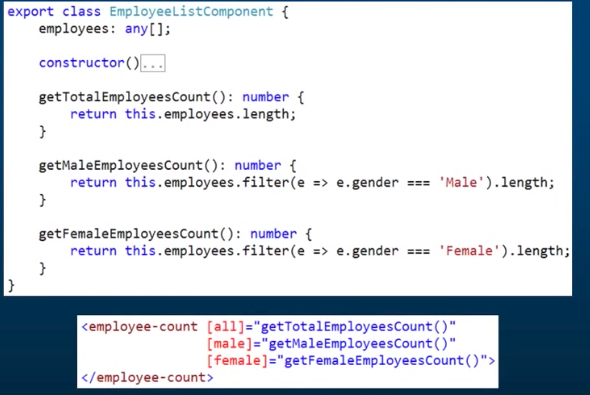 export class EmployeeListComponent {
    employees: any[];
    constructor()...
    getTotalEmployeesCount(): number {
        return this.employees.length;
    }
    getMaleEmployeesCount(): number {
        return this.employees.filter(e => e.gender === 'Male').length;
    }
    getFemaleEmployeesCount(): number {
        return this.employees.filter(e => e.gender === 'Female').length;
    }
}
<employee-count [all]="getTotalEmployeesCount()"
                [male]="getMaleEmployeesCount()"
                [female]="getFemaleEmployeesCount()">
</employee-count>